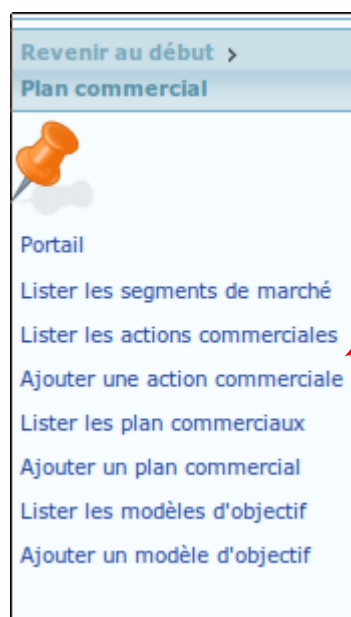 Revenir au début >
Plan commercial
Portail
Lister les segments de marché
Lister les actions commerciales
Ajouter une action commerciale
Lister les plan commerciaux
Ajouter un plan commercial
Lister les modèles d'objectif
Ajouter un modèle d'objectif